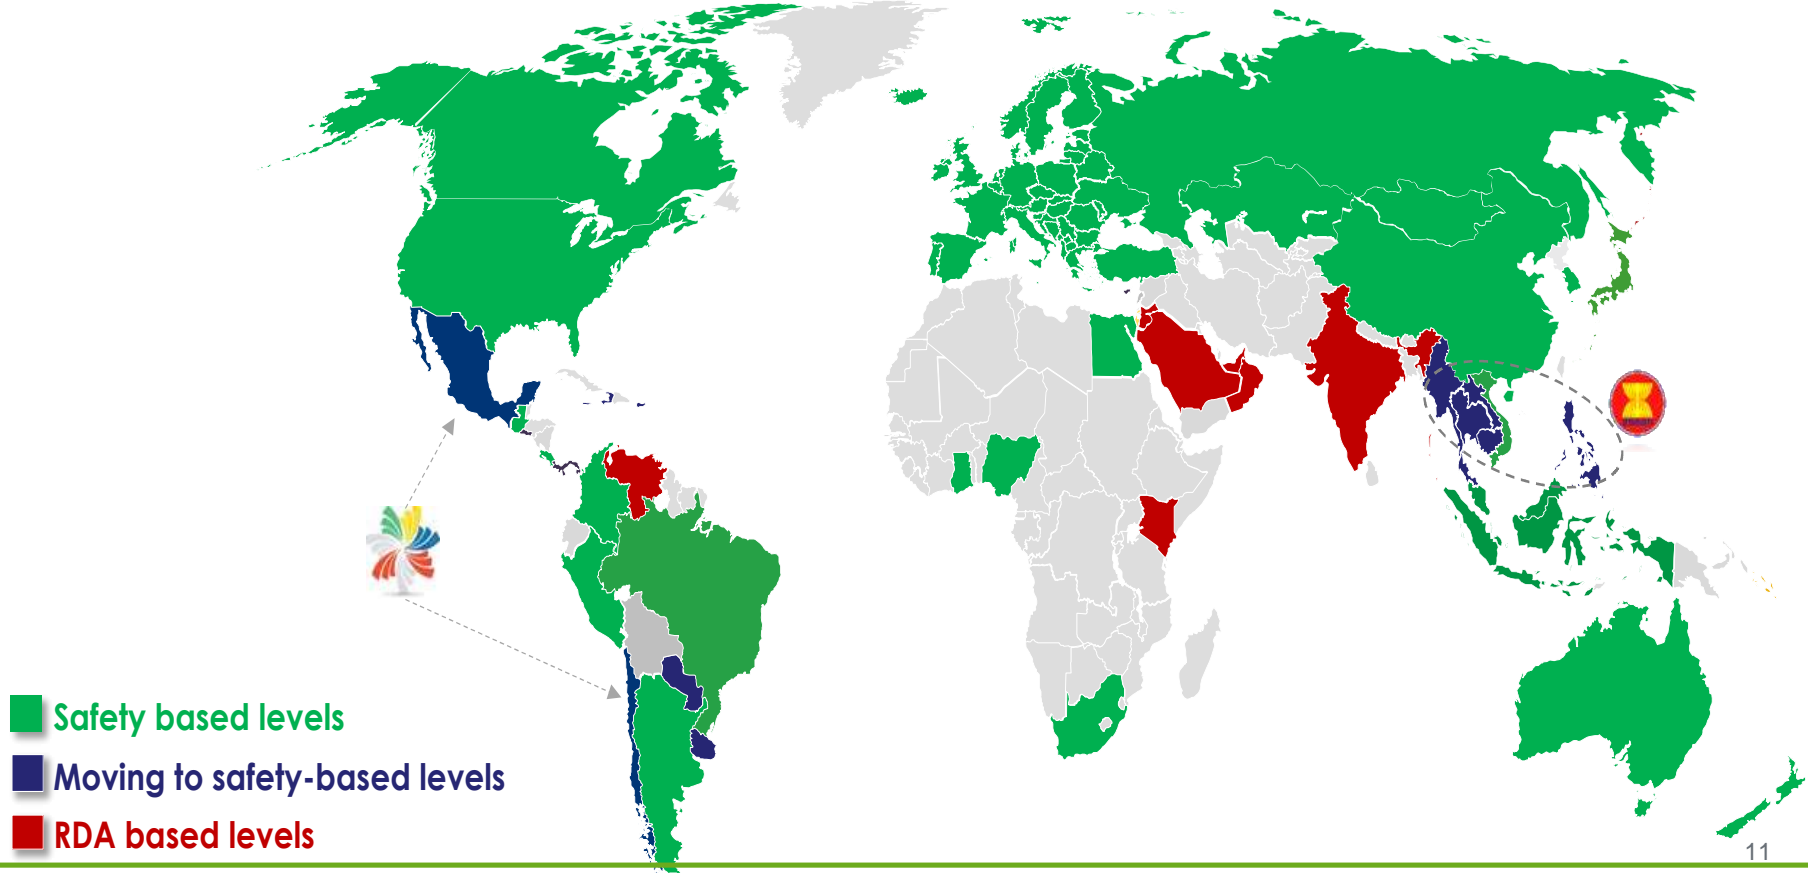 Safety based levels
Moving to safety-based levels
RDA based levels
11